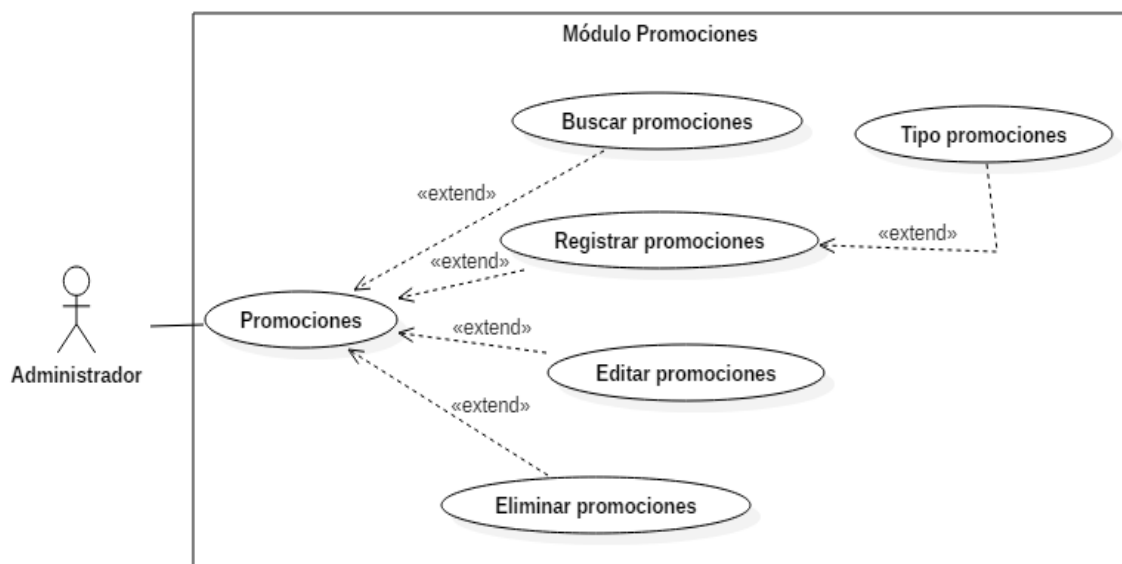 Módulo Promociones
Buscar promociones
Tipo promociones
«extend»
Registrar promociones
«extend»
«extend»
Promociones
«extend»
Administrador
Editar promociones
«extend»
Eliminar promociones